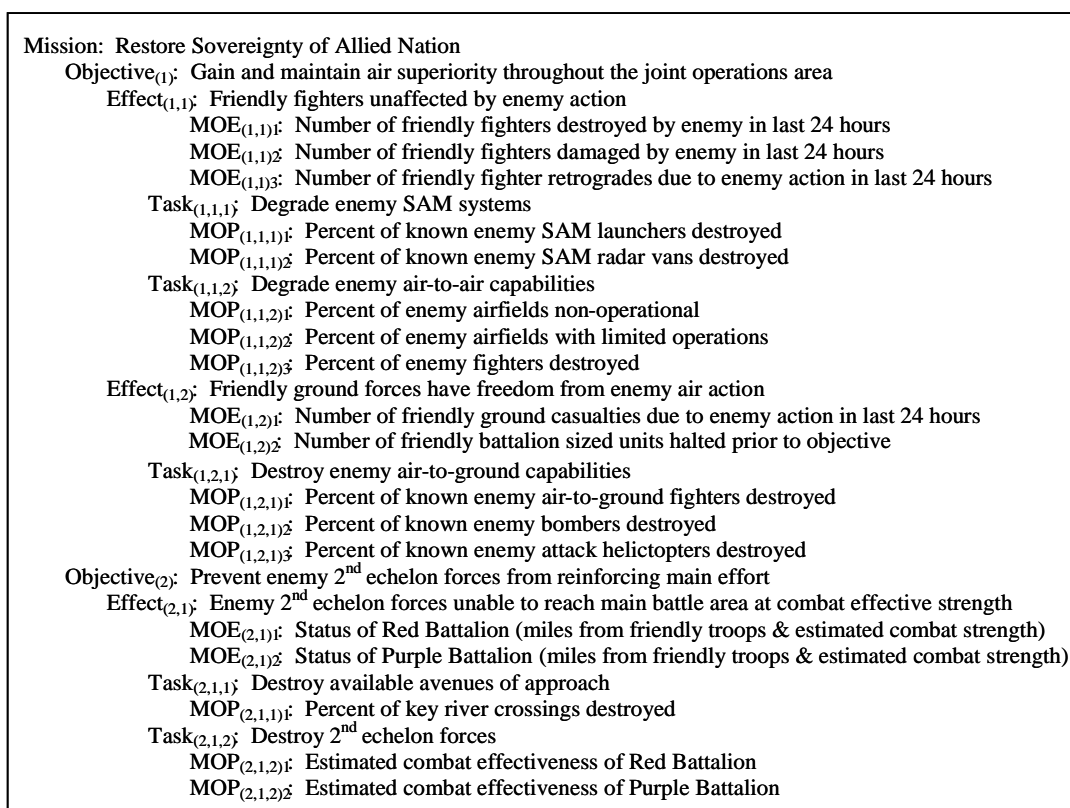 Mission: Restore Sovereignty of Allied Nation
Objective(1): Gain and maintain air superiority throughout the joint operations area
Effect(1,1): Friendly fighters unaffected by enemy action
MOE(1,1)1: Number of friendly fighters destroyed by enemy in last 24 hours
MOE(1,1)2: Number of friendly fighters damaged by enemy in last 24 hours
MOE(1,1)3: Number of friendly fighter retrogrades due to enemy action in last 24 hours
Task(1,1,1): Degrade enemy SAM systems
MOP(1,1,1)1: Percent of known enemy SAM launchers destroyed
MOP(1,1,1)2: Percent of known enemy SAM radar vans destroyed
Task(1,1,2): Degrade enemy air-to-air capabilities
MOP(1,1,2)1: Percent of enemy airfields non-operational
MOP(1,1,2)2: Percent of enemy airfields with limited operations
MOP(1,1,2)3: Percent of enemy fighters destroyed
Effect(1,2): Friendly ground forces have freedom from enemy air action
MOE(1,2)1: Number of friendly ground casualties due to enemy action in last 24 hours
MOE(1,2)2: Number of friendly battalion sized units halted prior to objective
Task(1,2,1): Destroy enemy air-to-ground capabilities
MOP(1,2,1)1: Percent of known enemy air-to-ground fighters destroyed
MOP(1,2,1)2: Percent of known enemy bombers destroyed
MOP(1,2,1)3: Percent of known enemy attack helictopters destroyed
Objective(2): Prevent enemy 2nd echelon forces from reinforcing main effort
Effect(2,1): Enemy 2nd echelon forces unable to reach main battle area at combat effective strength
MOE(2,1)1: Status of Red Battalion (miles from friendly troops & estimated combat strength)
MOE(2,1)2: Status of Purple Battalion (miles from friendly troops & estimated combat strength)
Task(2,1,1): Destroy available avenues of approach
MOP(2,1,1)1: Percent of key river crossings destroyed
Task(2,1,2): Destroy 2nd echelon forces
MOP(2,1,2)1: Estimated combat effectiveness of Red Battalion
MOP(2,1,2)2: Estimated combat effectiveness of Purple Battalion